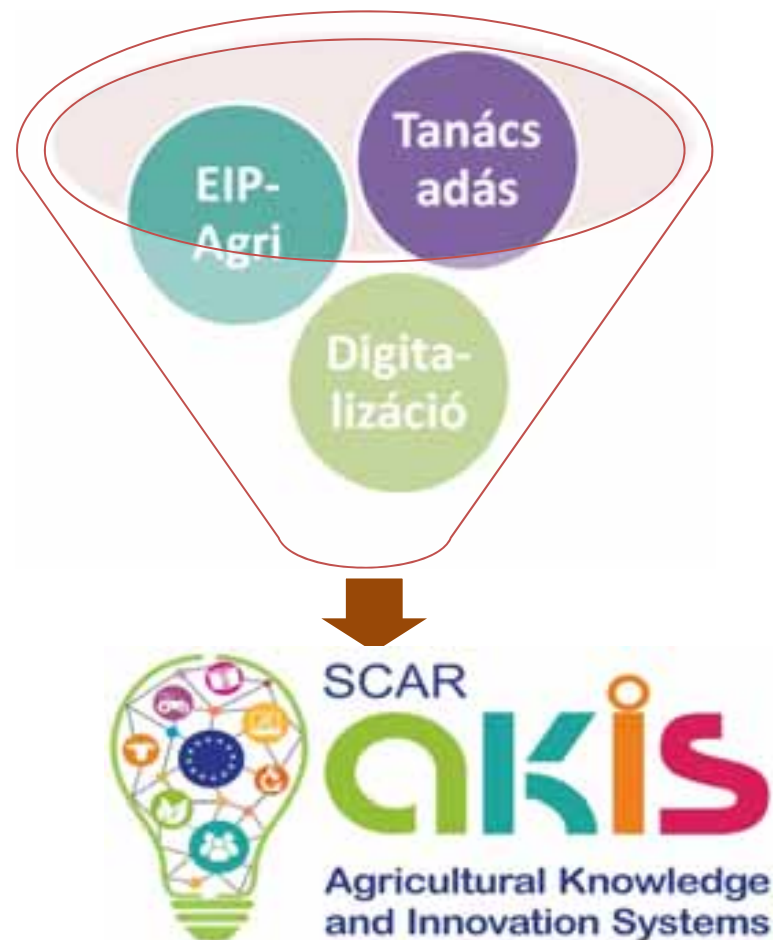 EIP-
Agri
Tanács
adás
Digita-
lizáció
SCAR
akis
Agricultural Knowledge
and Innovation Systems